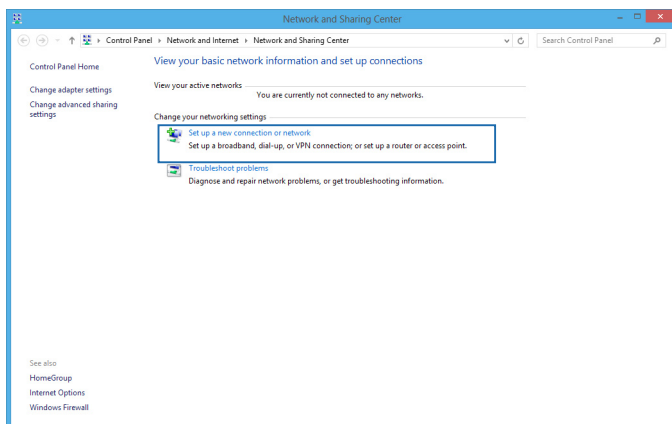 Network and Sharing Center
Control Panel ▸ Network and Internet ▸ Network and Sharing Center
Search Control Panel
Control Panel Home
Change adapter settings
Change advanced sharing
settings
View your basic network information and set up connections
View your active networks
You are currently not connected to any networks.
Change your networking settings
Set up a new connection or network
Set up a broadband, dial-up, or VPN connection; or set up a router or access point.
Troubleshoot problems
Diagnose and repair network problems, or get troubleshooting information.
See also
HomeGroup
Internet Options
Windows Firewall